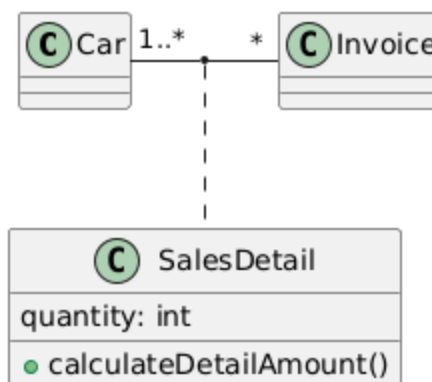 C Car 1..* * C Invoice
C SalesDetail
quantity: int
calculateDetailAmount()